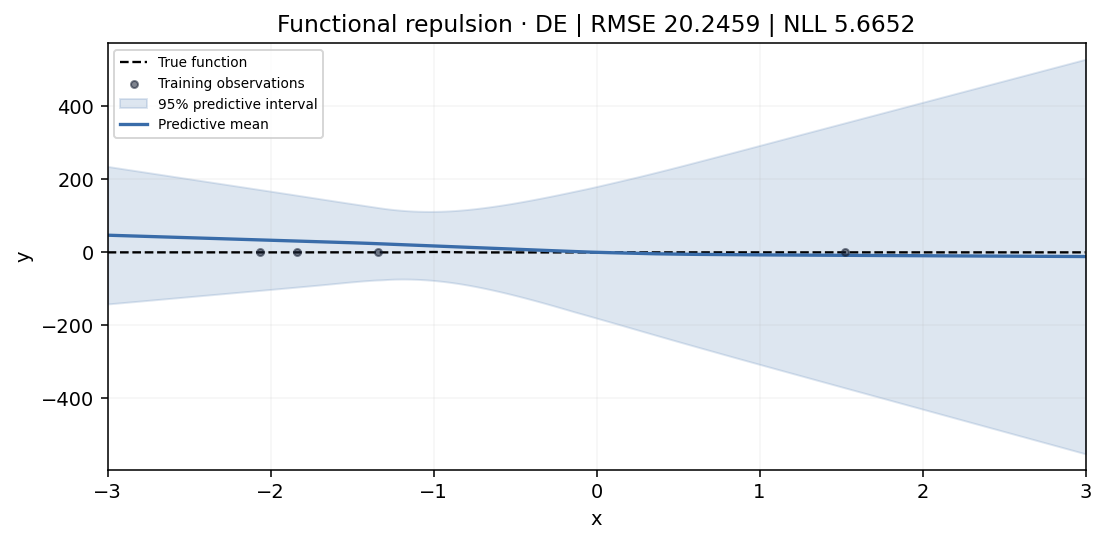 Functional repulsion · DE | RMSE 20.2459 | NLL 5.6652
True function
Training observations
95% predictive interval
Predictive mean
400
200
0
−200
−400
y
−3
−2
−1
0
1
2
3
x